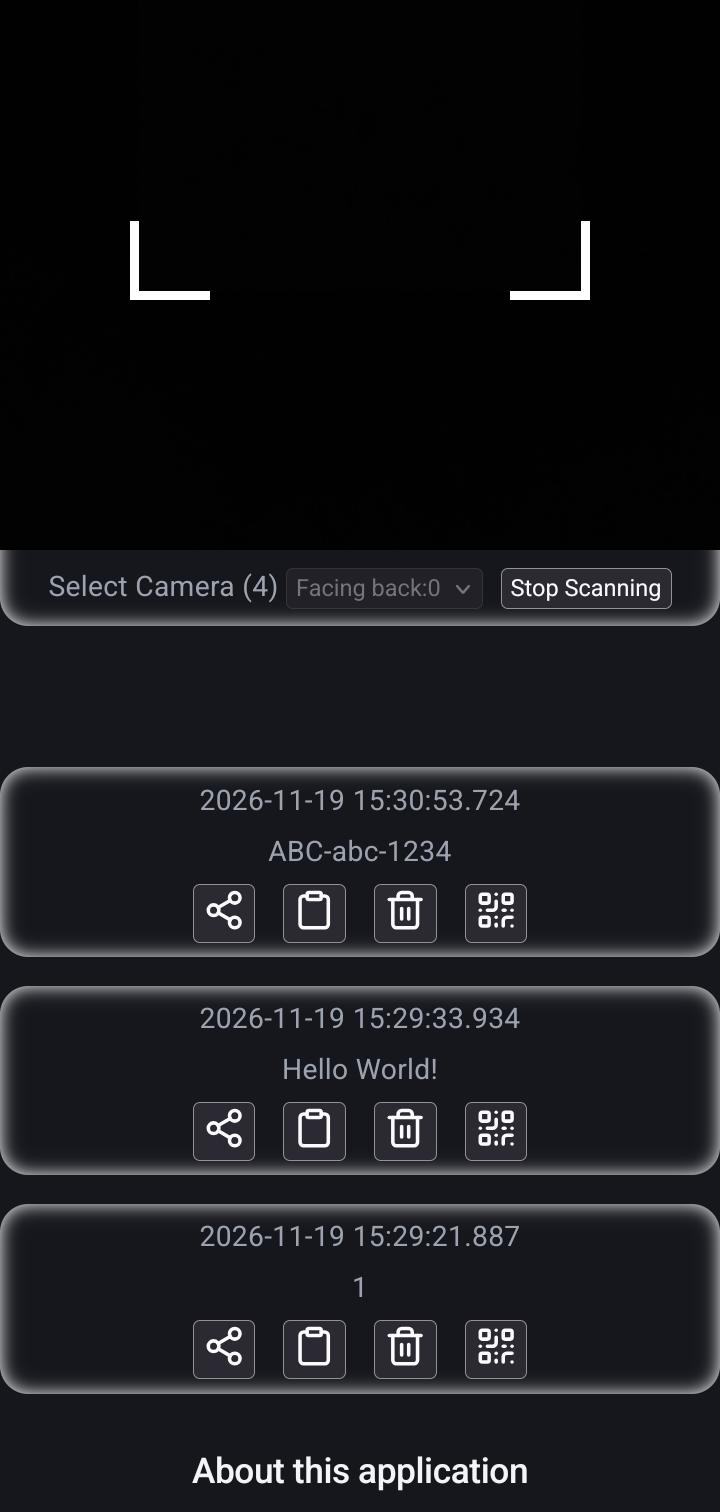 Select Camera (4) Facing back:0 Stop Scanning
2026-11-19 15:30:53.724
ABC-abc-1234
2026-11-19 15:29:33.934
Hello World!
2026-11-19 15:29:21.887
1
About this application